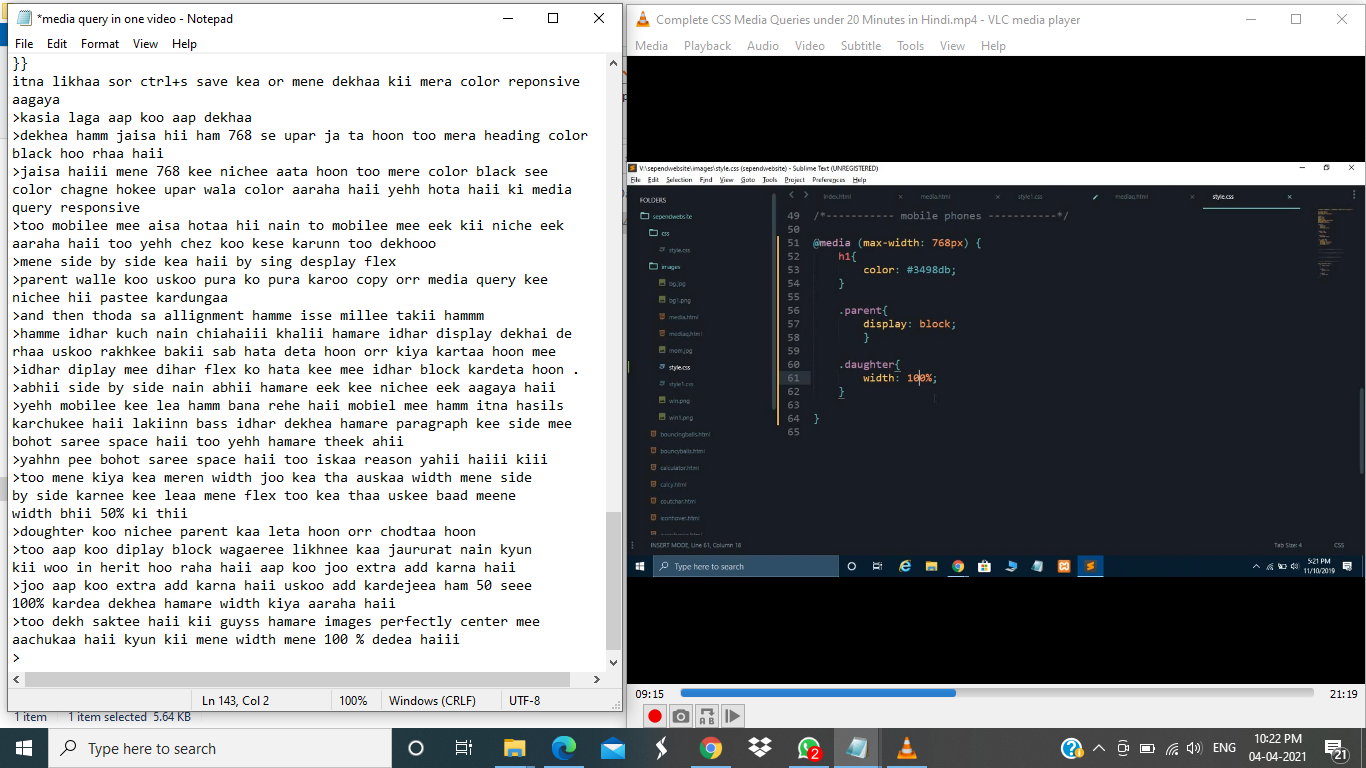 *media query in one video - Notepad
File Edit Format View Help
}}
itna likhaa sor ctrl+s save kea or mene dekhaa kii mera color reponsive
aagaya
>kasia laga aap koo aap dekhaa
>dekhea hamm jaisa hii ham 768 se upar ja ta hoon too mera heading color
black hoo rhaa haii
>jaisa haiii mene 768 kee nichee aata hoon too mere color black see
color chagne hokee upar wala color aaraha haii yehh hota haii ki media
query responsive
>too mobilee mee aisa hotaa hii nain to mobilee mee eek kii niche eek
aaraha haii too yehh chez koo kese karunn too dekhooo
>mene side by side kea haii by sing desplay flex
>parent walle koo uskoo pura ko pura karoo copy orr media query kee
nichee hii pastee kardungaa
>and then thoda sa allignment hamme isse millee takii hammm
>hamme idhar kuch nain chiahaiii khalii hamare idhar display dekhai de
rhaa uskoo rakhkee bakii sab hata deta hoon orr kiya kartaa hoon mee
>idhar diplay mee dihar flex ko hata kee mee idhar block kardeta hoon .
>abhii side by side nain abhii hamare eek kee nichee eek aagaya haii
>yehh mobilee kee lea hamm bana rehe haii mobiel mee hamm itna hasils
karchukee haii lakiinn bass idhar dekhea hamare paragraph kee side mee
bohot saree space haii too yehh hamare theek ahii
>yahhn pee bohot saree space haii too iskaa reason yahii haiii kiii
>too mene kiya kea meren width joo kea tha auskaa width mene side
by side karnee kee leaa mene flex too kea thaa uskee baad meene
width bhii 50% ki thii
>doughter koo nichee parent kaa leta hoon orr chodtaa hoon
>too aap koo diplay block wagaeree likhnee kaa jaururat nain kyun
kii woo in herit hoo raha haii aap koo joo extra add karna haii
>joo aap koo extra add karna haii uskoo add kardejeea ham 50 seee
100% kardea dekhea hamare width kiya aaraha haii
>too dekh saktee haii kii guyss hamare images perfectly center mee
aachukaa haii kyun kii mene width mene 100 % dedea haiii
>
Ln 143, Col 2 100% Windows (CRLF) UTF-8
1 item 1 item selected 5.64 KB
Complete CSS Media Queries under 20 Minutes in Hindi.mp4 - VLC media player
Media Playback Audio Video Subtitle Tools View Help
V:\sependwebsite\images\style.css (sependwebsite) - Sublime Text (UNREGISTERED)
File Edit Selection Find View Goto Tools Project Preferences Help
FOLDERS
sependwebsite
css
style.css
images
bg.jpg
bg1.png
media.html
mediaq.html
mom.jpg
style.css
style1.css
win.png
win1.png
bouncingballs.html
bouncyballs.html
calculator.html
calcy.html
iconhover.html
index.html media.html style1.css mediaq.html style.css
49 /*----------- mobile phones -----------*/
50
51 @media (max-width: 768px) {
52 h1{
53 color: #3498db;
54 }
55
56 .parent{
57 display: block;
58 }
59
60 .daughter{
61 width: 100%;
62 }
63
64 }
65
INSERT MODE, Line 61, Column 16 Tab Size: 4 CSS
Type here to search
5:21 PM
11/10/2019
09:15 21:19
Type here to search
2
ENG
10:22 PM
04-04-2021
21